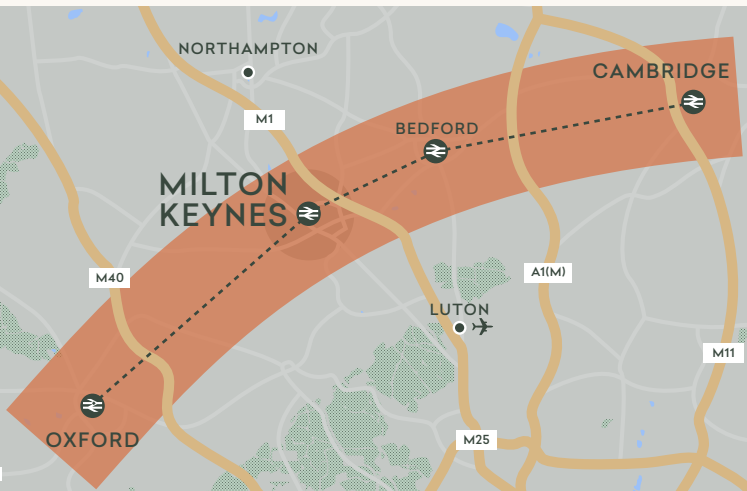 NORTHAMPTON
CAMBRIDGE
M1
BEDFORD
MILTON
KEYNES
M40
A1(M)
LUTON
M11
OXFORD
M25